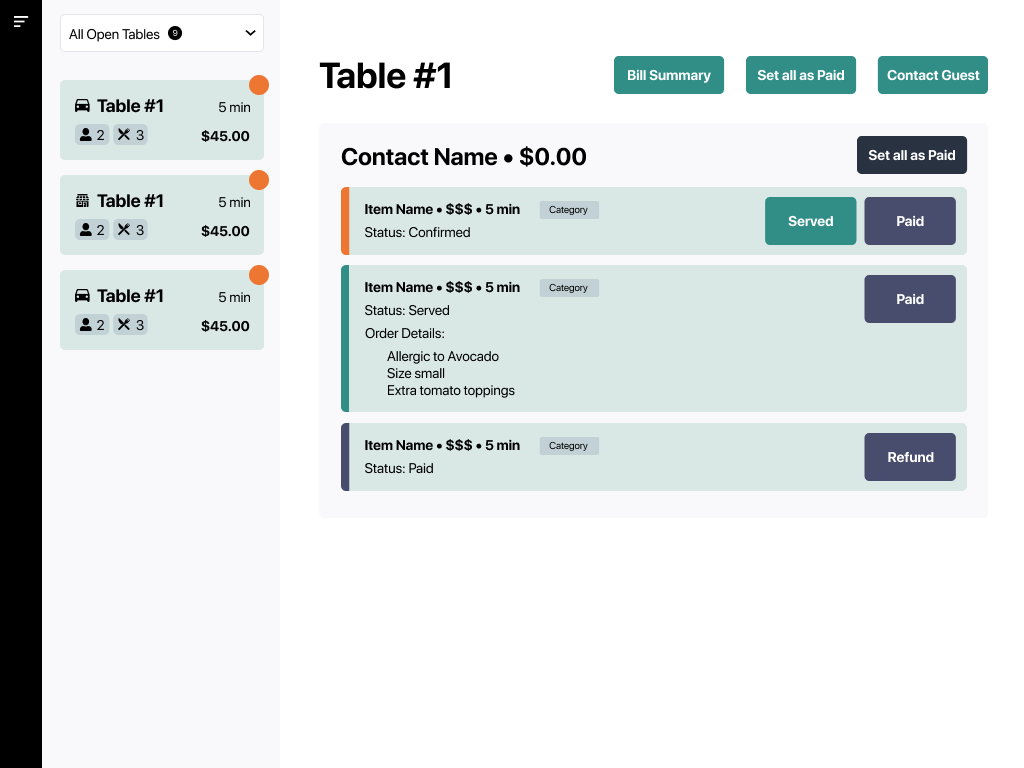 All Open Tables 9
Table #1 5 min
2 3 $45.00
Table #1 5 min
2 3 $45.00
Table #1 5 min
2 3 $45.00
Table #1
Bill Summary
Set all as Paid
Contact Guest
Contact Name • $0.00
Set all as Paid
Item Name • $$$ • 5 min Category
Status: Confirmed
Served
Paid
Item Name • $$$ • 5 min Category
Status: Served
Order Details:
Allergic to Avocado
Size small
Extra tomato toppings
Paid
Item Name • $$$ • 5 min Category
Status: Paid
Refund